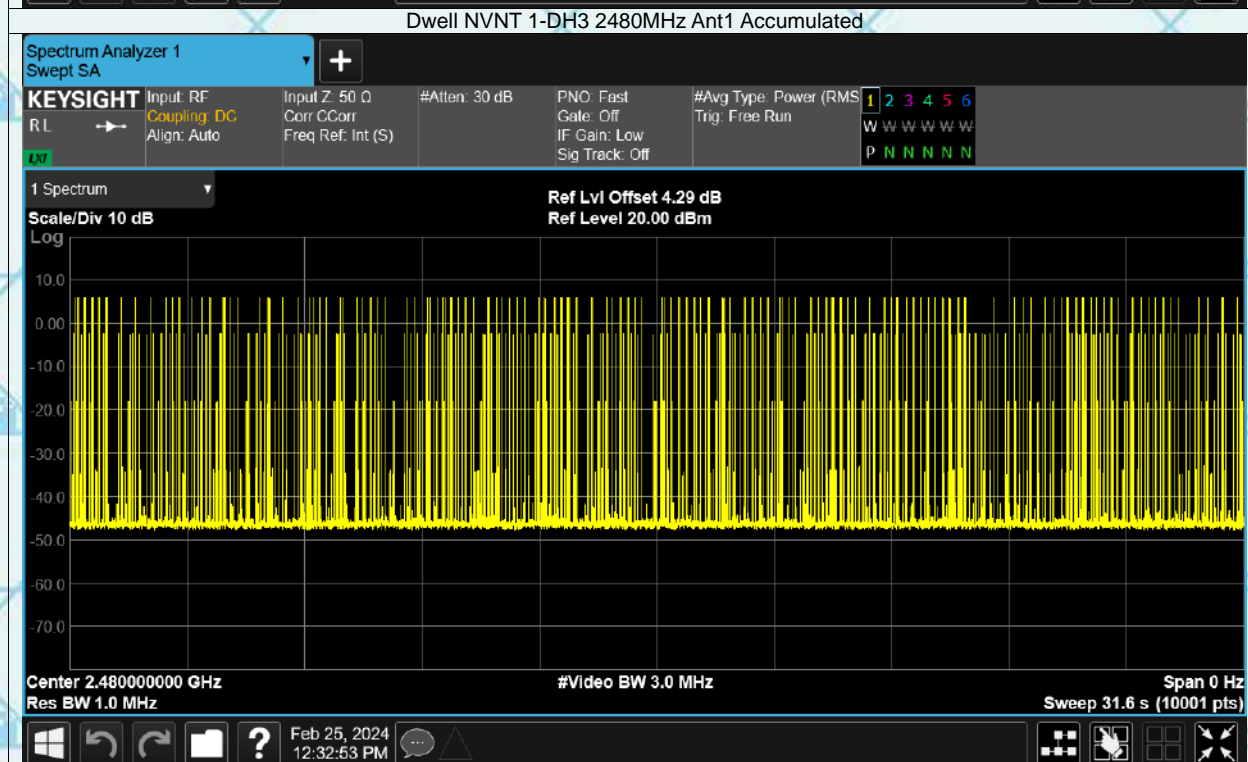 Dwell NVNT 1-DH3 2480MHz Ant1 Accumulated
Spectrum Analyzer 1
Swept SA
+
KEYSIGHT
RL
LXI
Input: RF
Coupling: DC
Align: Auto
Input Z: 50 Ω
Corr CCorr
Freq Ref: Int (S)
#Atten: 30 dB
PNO: Fast
Gate: Off
IF Gain: Low
Sig Track: Off
#Avg Type: Power (RMS
Trig: Free Run
1 2 3 4 5 6
W W W W W W
P N N N N N
1 Spectrum
Scale/Div 10 dB
Log
Ref Lvl Offset 4.29 dB
Ref Level 20.00 dBm
10.0
0.00
-10.0
-20.0
-30.0
-40.0
-50.0
-60.0
-70.0
Center 2.480000000 GHz
Res BW 1.0 MHz
#Video BW 3.0 MHz
Span 0 Hz
Sweep 31.6 s (10001 pts)
?
Feb 25, 2024
12:32:53 PM